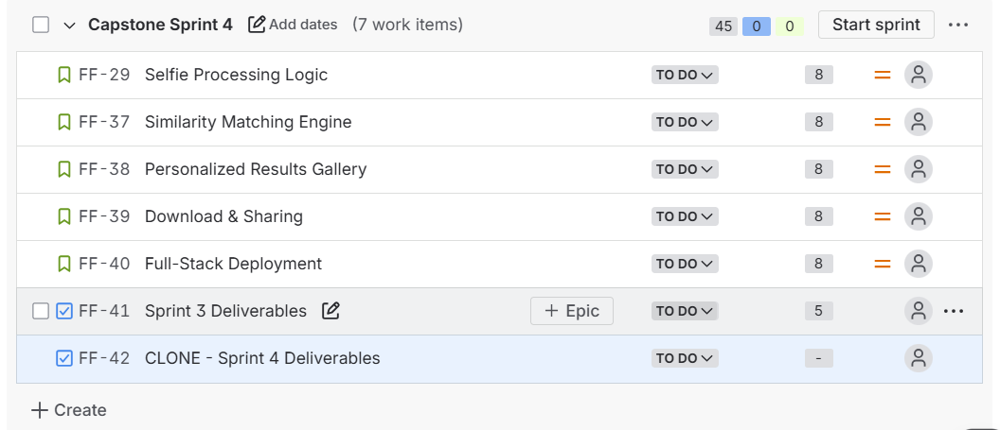 Capstone Sprint 4 Add dates (7 work items) 45 0 0 Start sprint
FF-29 Selfie Processing Logic TO DO 8
FF-37 Similarity Matching Engine TO DO 8
FF-38 Personalized Results Gallery TO DO 8
FF-39 Download & Sharing TO DO 8
FF-40 Full-Stack Deployment TO DO 8
FF-41 Sprint 3 Deliverables + Epic TO DO 5
FF-42 CLONE - Sprint 4 Deliverables TO DO -
+ Create